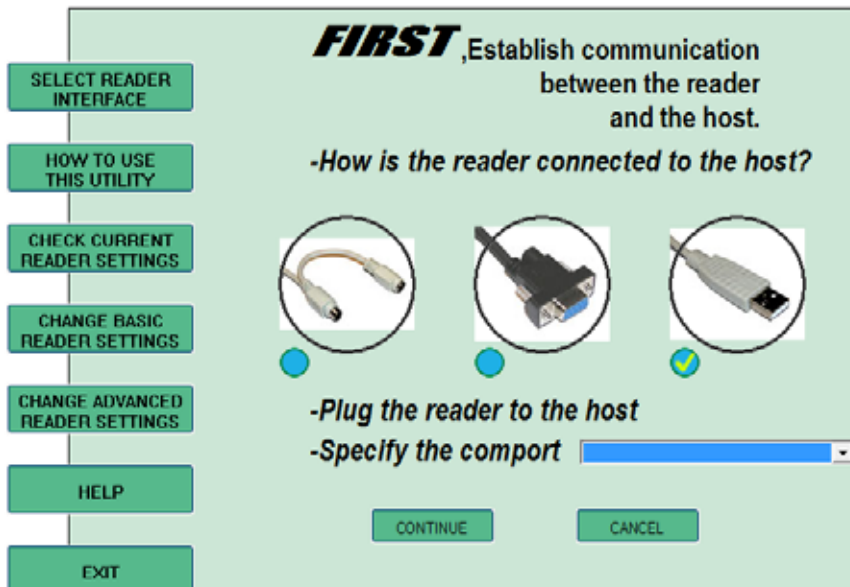 FIRST ,Establish communication
between the reader
and the host.
-How is the reader connected to the host?
-Plug the reader to the host
-Specify the comport
CONTINUE
CANCEL
SELECT READER
INTERFACE
HOW TO USE
THIS UTILITY
CHECK CURRENT
READER SETTINGS
CHANGE BASIC
READER SETTINGS
CHANGE ADVANCED
READER SETTINGS
HELP
EXIT